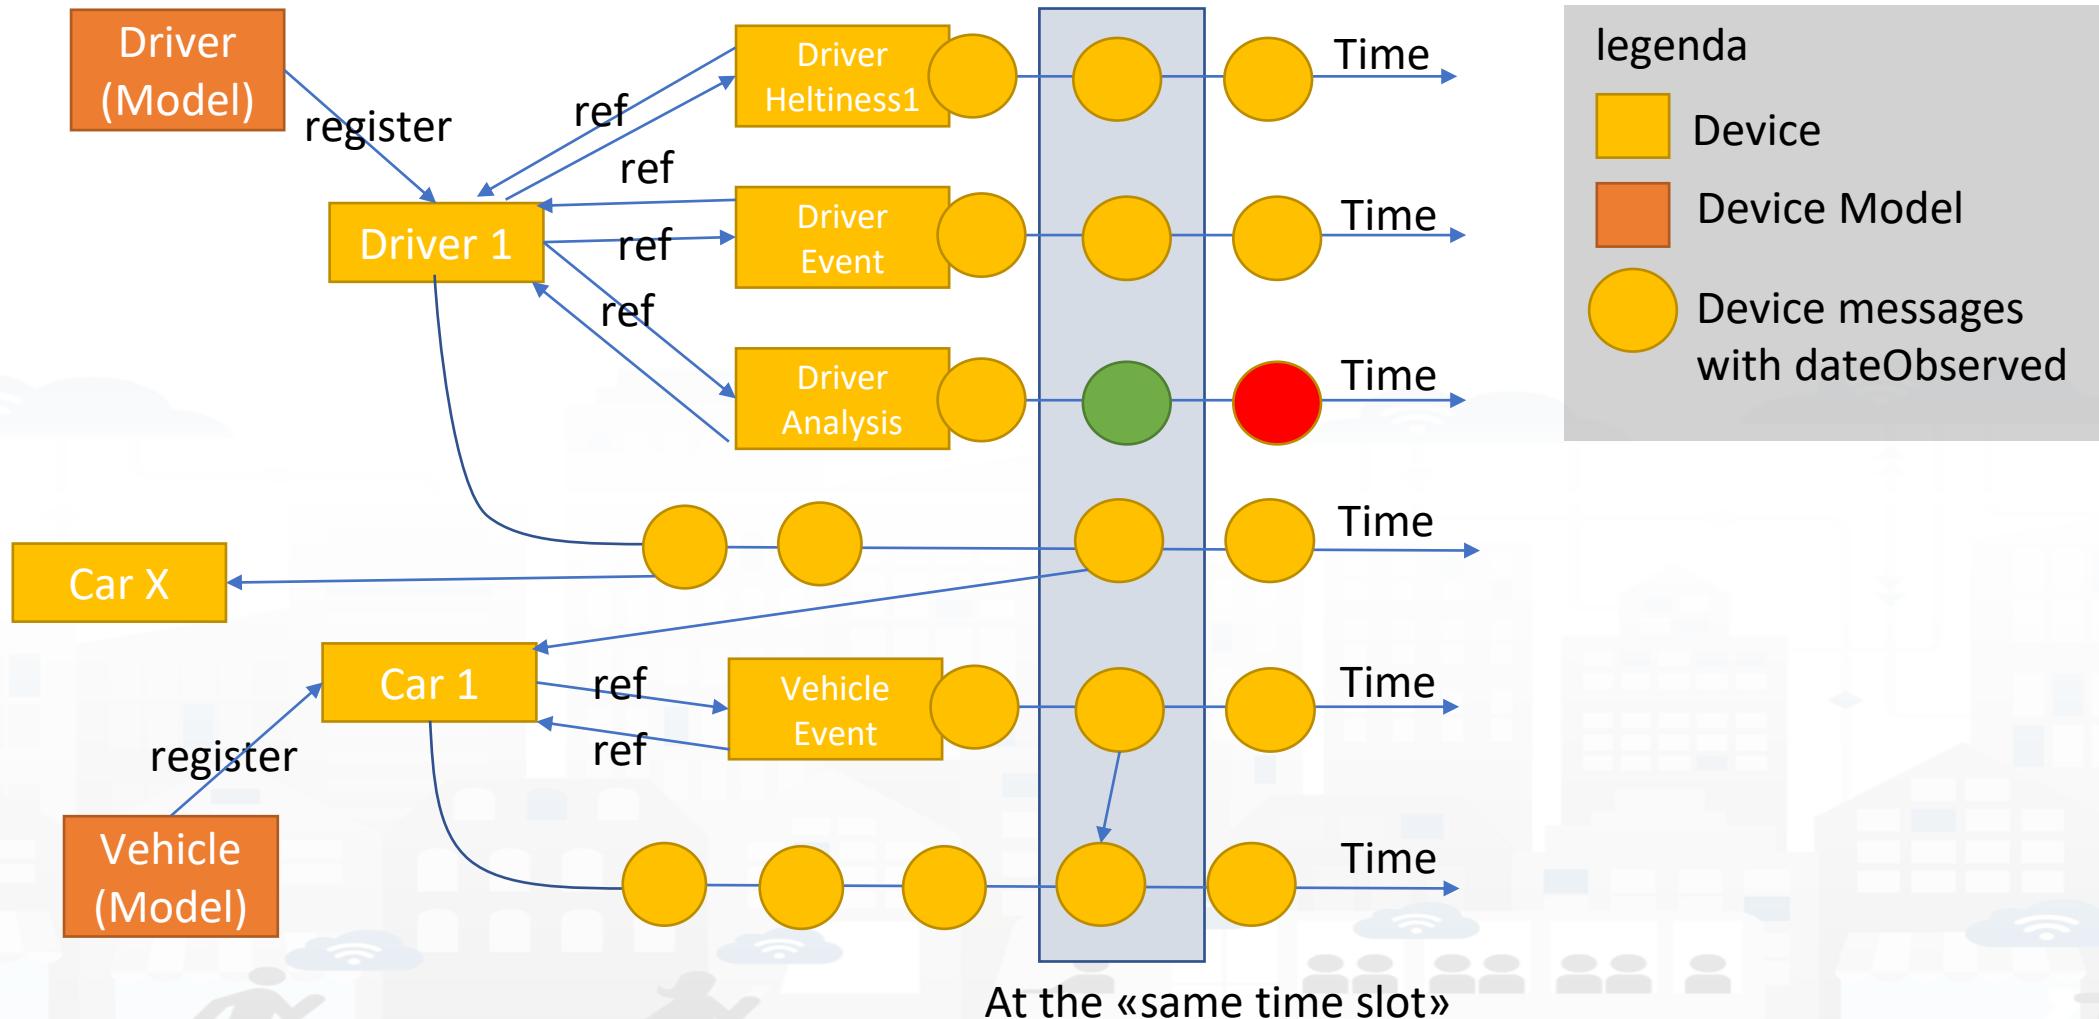 Driver
(Model)
register
ref
Driver
Heltiness1
Time
ref
Driver 1
ref
Driver
Event
Time
ref
Driver
Analysis
Time
Time
Car X
Car 1
ref
ref
Vehicle
Event
Time
register
Vehicle
(Model)
Time
At the «same time slot»
legenda
Device
Device Model
Device messages
with dateObserved